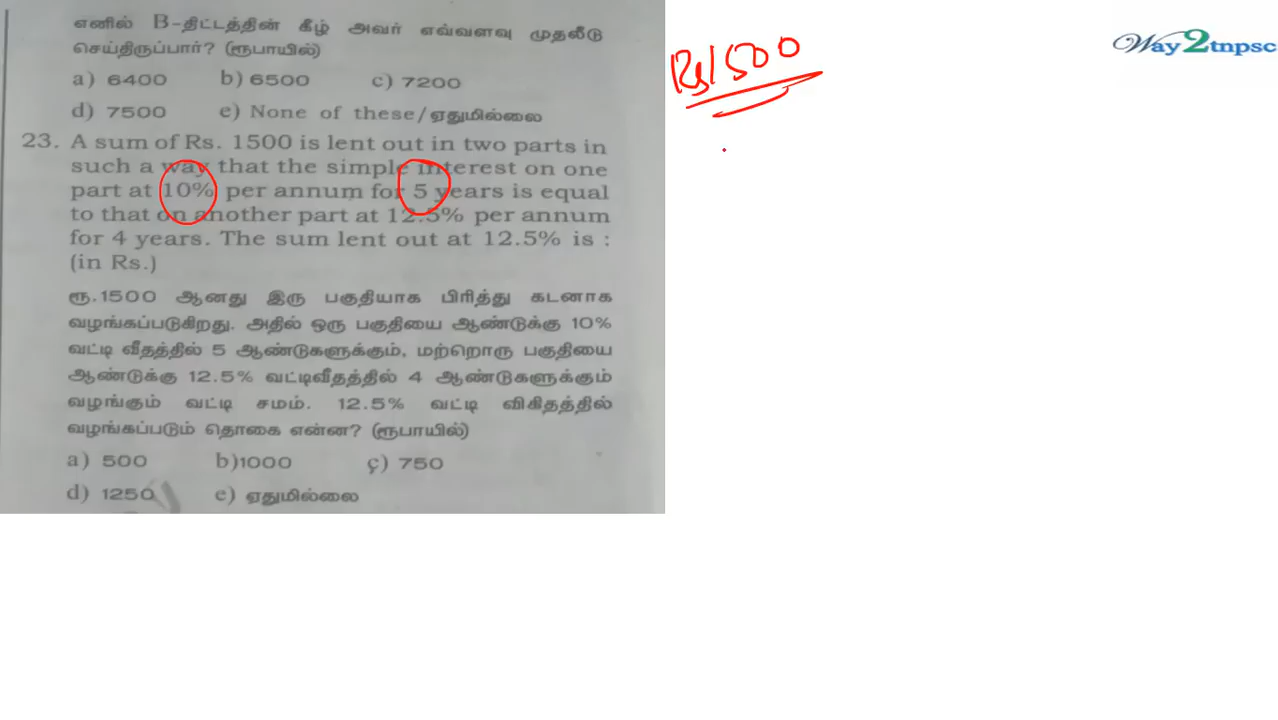 எனில் B-திட்டத்தின் கீழ் அவர் எவ்வளவு முதலீடு
செய்திருப்பார்? (ரூபாயில்)
a) 6400 b) 6500 c) 7200
d) 7500 e) None of these/ஏதுமில்லை
23. A sum of Rs. 1500 is lent out in two parts in
such a way that the simple interest on one
part at 10% per annum for 5 years is equal
to that on another part at 12.5% per annum
for 4 years. The sum lent out at 12.5% is :
(in Rs.)
ரூ.1500 ஆனது இரு பகுதியாக பிரித்து கடனாக
வழங்கப்படுகிறது. அதில் ஒரு பகுதியை ஆண்டுக்கு 10%
வட்டி வீதத்தில் 5 ஆண்டுகளுக்கும், மற்றொரு பகுதியை
ஆண்டுக்கு 12.5% வட்டிவீதத்தில் 4 ஆண்டுகளுக்கும்
வழங்கும் வட்டி சமம். 12.5% வட்டி விகிதத்தில்
வழங்கப்படும் தொகை என்ன? (ரூபாயில்)
a) 500 b)1000 ç) 750
d) 1250 e) ஏதுமில்லை
Rs1500
Way2tnpsc